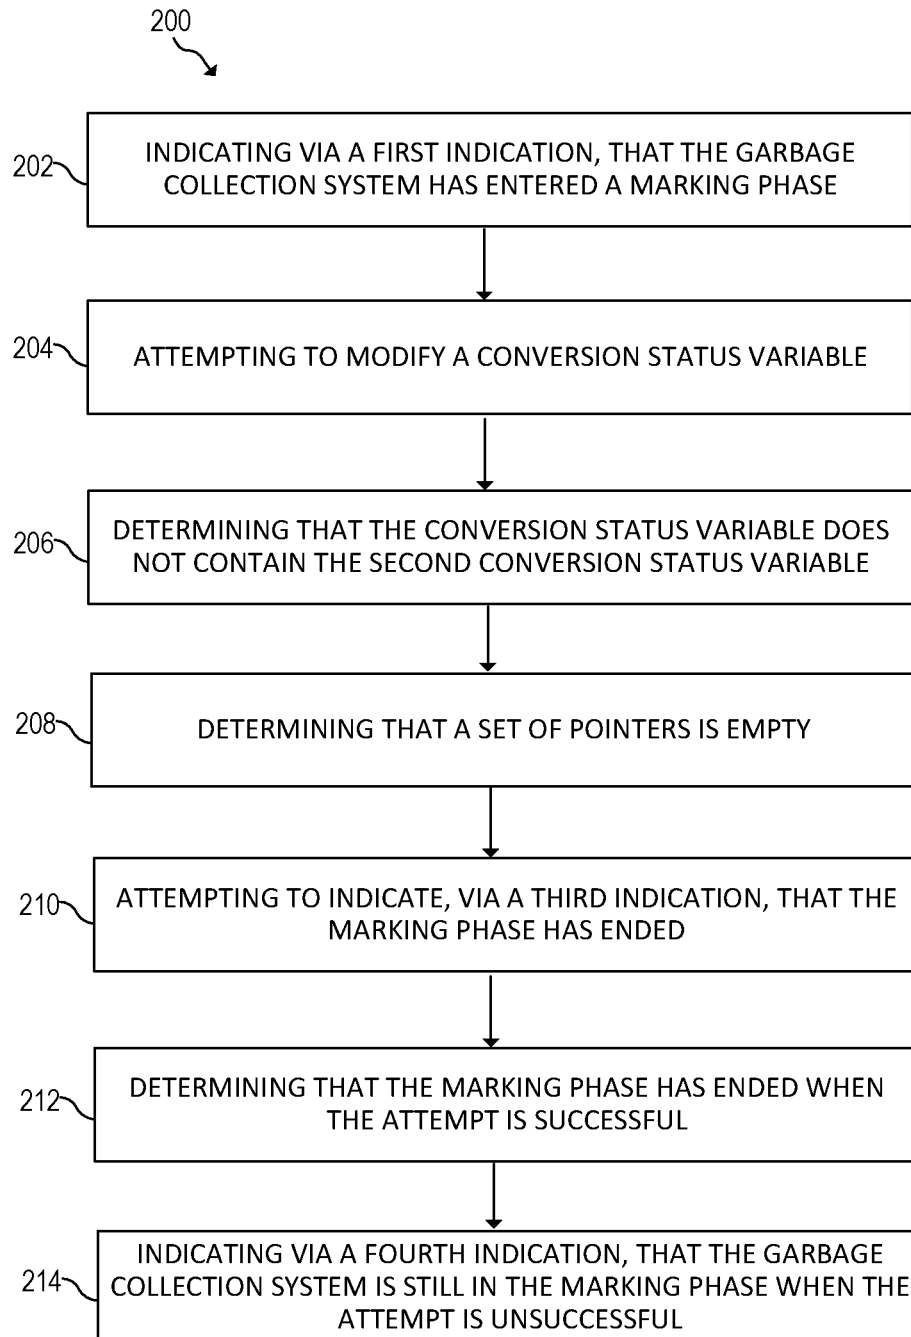 200
202
INDICATING VIA A FIRST INDICATION, THAT THE GARBAGE
COLLECTION SYSTEM HAS ENTERED A MARKING PHASE
204
ATTEMPTING TO MODIFY A CONVERSION STATUS VARIABLE
206
DETERMINING THAT THE CONVERSION STATUS VARIABLE DOES
NOT CONTAIN THE SECOND CONVERSION STATUS VARIABLE
208
DETERMINING THAT A SET OF POINTERS IS EMPTY
210
ATTEMPTING TO INDICATE, VIA A THIRD INDICATION, THAT THE
MARKING PHASE HAS ENDED
212
DETERMINING THAT THE MARKING PHASE HAS ENDED WHEN
THE ATTEMPT IS SUCCESSFUL
214
INDICATING VIA A FOURTH INDICATION, THAT THE GARBAGE
COLLECTION SYSTEM IS STILL IN THE MARKING PHASE WHEN THE
ATTEMPT IS UNSUCCESSFUL